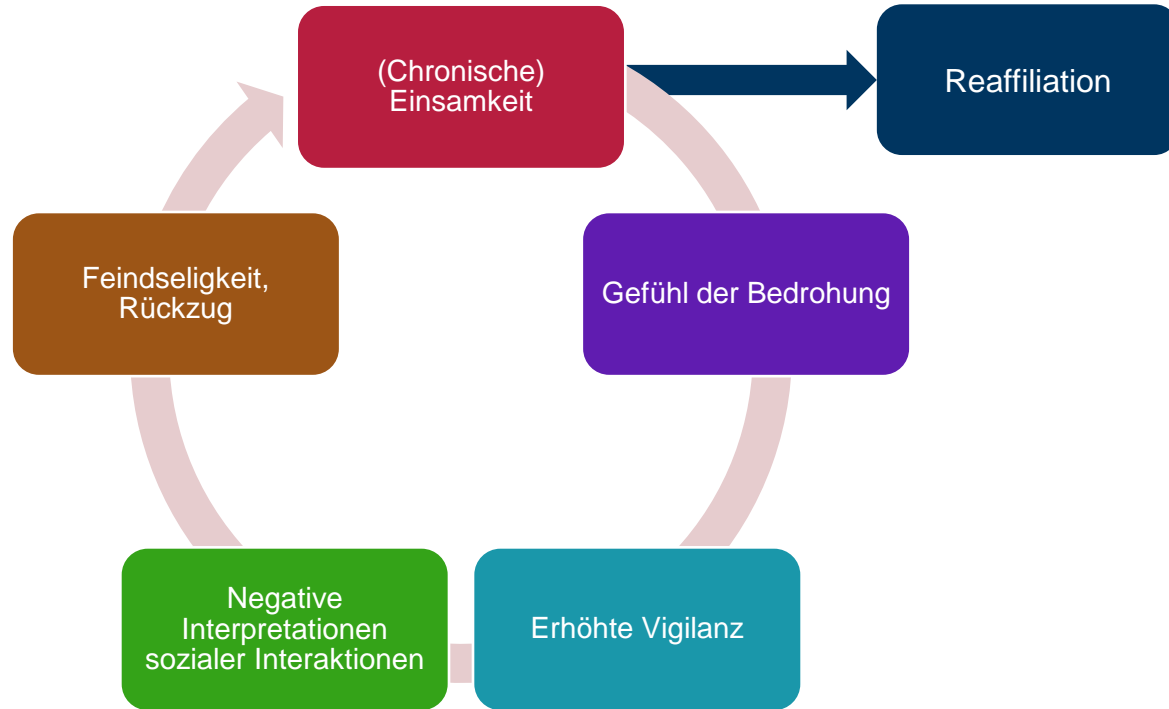 (Chronische)
Einsamkeit
Reaffiliation
Gefühl der Bedrohung
Erhöhte Vigilanz
Negative
Interpretationen
sozialer Interaktionen
Feindseligkeit,
Rückzug